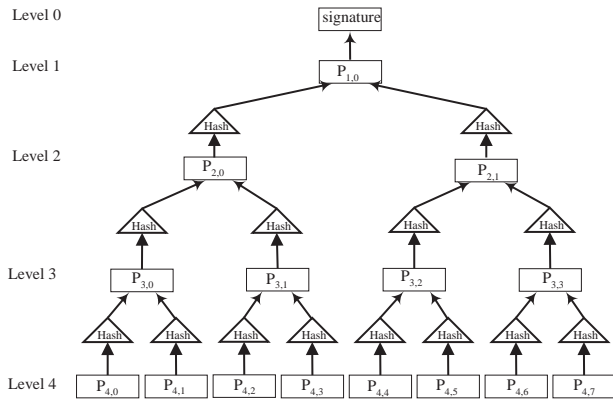 Level 0 signature
Level 1 P1,0
Hash Hash
Level 2 P2,0 P2,1
Hash Hash Hash Hash
Level 3 P3,0 P3,1 P3,2 P3,3
Hash Hash Hash Hash Hash Hash Hash Hash
Level 4 P4,0 P4,1 P4,2 P4,3 P4,4 P4,5 P4,6 P4,7